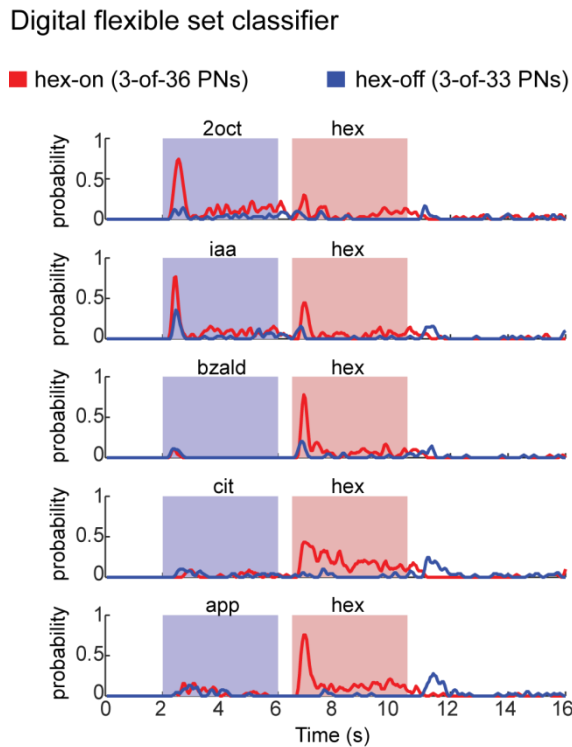 Digital flexible set classifier
hex-on (3-of-36 PNs) hex-off (3-of-33 PNs)
2oct hex
probability
1
0.5
0
iaa hex
probability
1
0.5
0
bzald hex
probability
1
0.5
0
cit hex
probability
1
0.5
0
app hex
probability
1
0.5
0
0 2 4 6 8 10 12 14 16
Time (s)